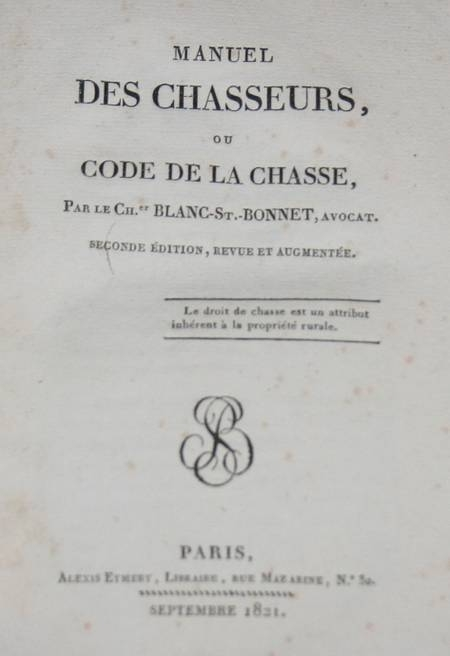 MANUEL
DES CHASSEURS,
OU
CODE DE LA CHASSE,
PAR LE CH.er BLANC-ST.-BONNET, AVOCAT.
SECONDE ÉDITION, REVUE ET AUGMENTÉE.
Le droit de chasse est un attribut
inhérent à la propriété rurale.
PARIS,
ALEXIS EYMERY, LIBRAIRE, RUE MAZARINE, N.° 30.
SEPTEMBRE 1821.